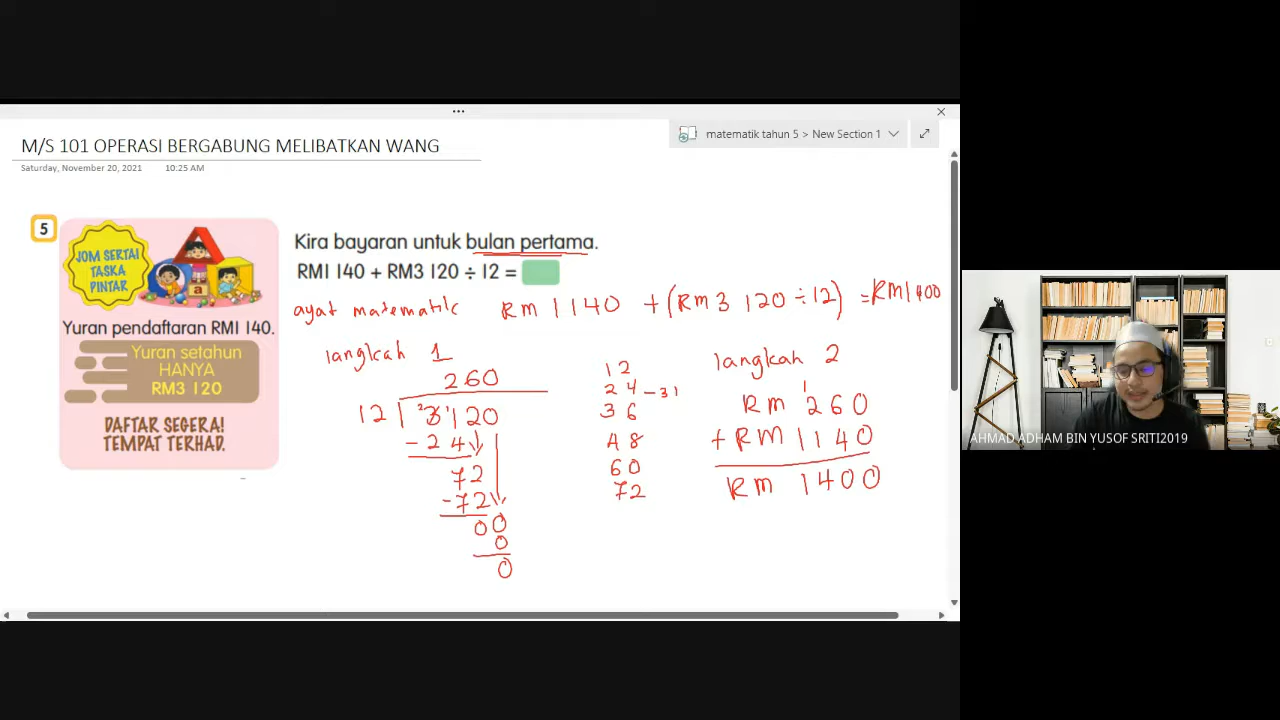 M/S 101 OPERASI BERGABUNG MELIBATKAN WANG
Saturday, November 20, 2021 10:25 AM
matematik tahun 5 > New Section 1
5
JOM SERTAI
TASKA
PINTAR
a
Yuran pendaftaran RM1 140.
Yuran setahun
HANYA
RM3 120
DAFTAR SEGERA!
TEMPAT TERHAD.
Kira bayaran untuk bulan pertama.
RM1 140 + RM3 120 ÷ 12 =
ayat matematik RM 1140 + (RM 3 120 ÷ 12) = RM1400
langkah 1
260
12 3120
- 24
72
- 72
00
0
0
12
24 - 31
36
48
60
72
langkah 2
1
RM 260
+ RM 1140
RM 1400
AHMAD ADHAM BIN YUSOF SRITI2019